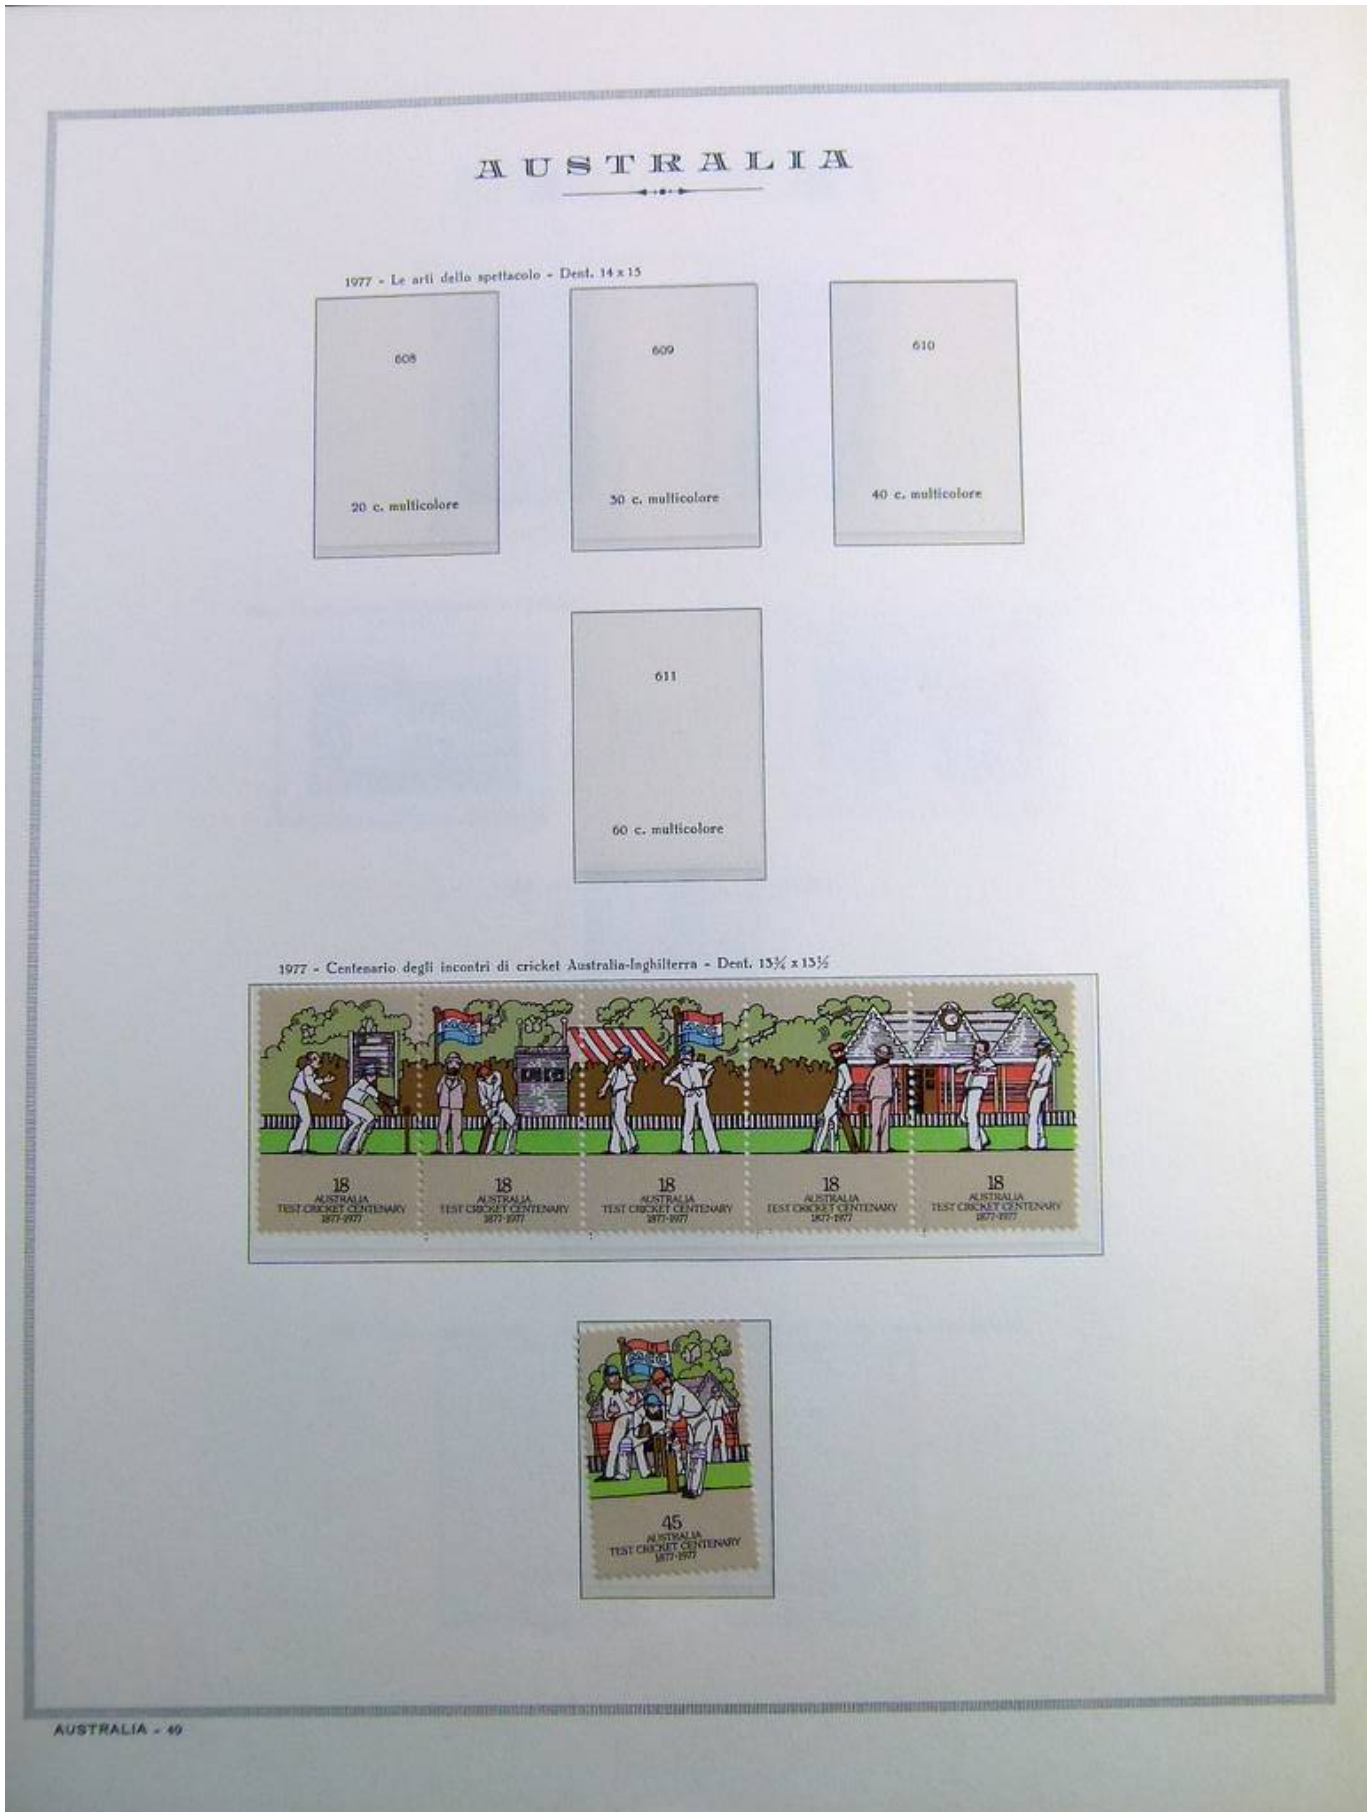 AUSTRALIA
1977 - Le arti dello spettacolo - Dent. 14 x 15
608
609
610
20 c. multicolore
30 c. multicolore
40 c. multicolore
611
60 c. multicolore
1977 - Centenario degli incontri di cricket Australia-Inghilterra - Dent. 13¾ x 13½
18
AUSTRALIA
TEST CRICKET CENTENARY
1877-1977
18
AUSTRALIA
TEST CRICKET CENTENARY
1877-1977
18
AUSTRALIA
TEST CRICKET CENTENARY
1877-1977
18
AUSTRALIA
TEST CRICKET CENTENARY
1877-1977
18
AUSTRALIA
TEST CRICKET CENTENARY
1877-1977
45
AUSTRALIA
TEST CRICKET CENTENARY
1877-1977
AUSTRALIA - 49